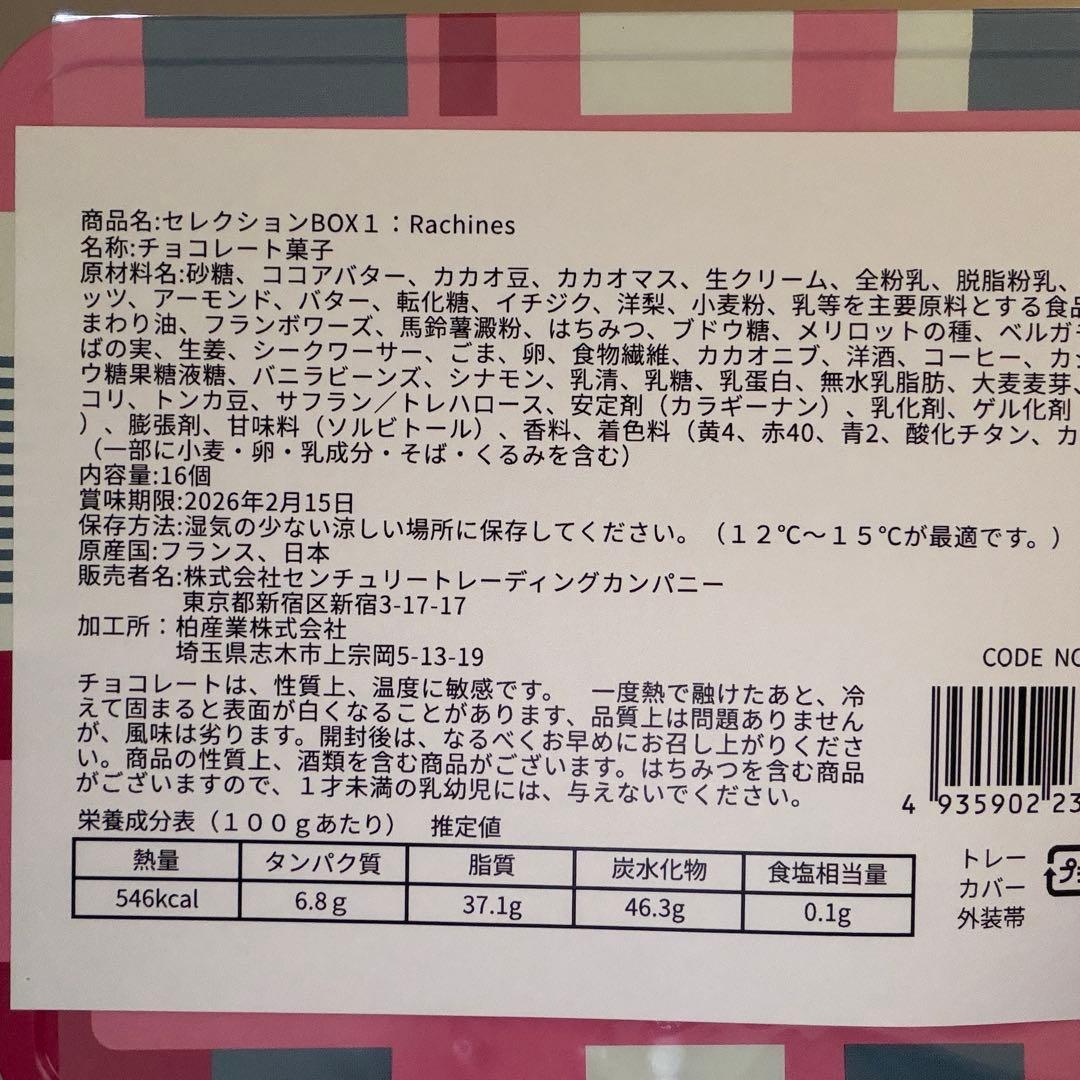 商品名:セレクションBOX１：Rachines
名称:チョコレート菓子
原材料名:砂糖、ココアバター、カカオ豆、カカオマス、生クリーム、全粉乳、脱脂粉乳、
ッツ、アーモンド、バター、転化糖、イチジク、洋梨、小麦粉、乳等を主要原料とする食品
まわり油、フランボワーズ、馬鈴薯澱粉、はちみつ、ブドウ糖、メリロットの種、ベルガ
ばの実、生姜、シークワーサー、ごま、卵、食物繊維、カカオニブ、洋酒、コーヒー、カ
ウ糖果糖液糖、バニラビーンズ、シナモン、乳清、乳糖、乳蛋白、無水乳脂肪、大麦麦芽、
コリ、トンカ豆、サフラン／トレハロース、安定剤（カラギーナン）、乳化剤、ゲル化剤
）、膨張剤、甘味料（ソルビトール）、香料、着色料（黄4、赤40、青2、酸化チタン、カ
（一部に小麦・卵・乳成分・そば・くるみを含む）
内容量:16個
賞味期限:2026年2月15日
保存方法:湿気の少ない涼しい場所に保存してください。（１２℃～１５℃が最適です。）
原産国:フランス、日本
販売者名:株式会社センチュリートレーディングカンパニー
東京都新宿区新宿3-17-17
加工所：柏産業株式会社
埼玉県志木市上宗岡5-13-19
チョコレートは、性質上、温度に敏感です。　一度熱で融けたあと、冷
えて固まると表面が白くなることがあります、品質上は問題ありません
が、風味は劣ります。開封後は、なるべくお早めにお召し上がりくださ
い。商品の性質上、酒類を含む商品がございます。はちみつを含む商品
がございますので、１才未満の乳幼児には、与えないでください。
CODE NO
4 935902 23
栄養成分表（１００ｇあたり）　推定値
熱量 タンパク質 脂質 炭水化物 食塩相当量
546kcal 6.8ｇ 37.1g 46.3g 0.1g
トレー
カバー
外装帯
プ